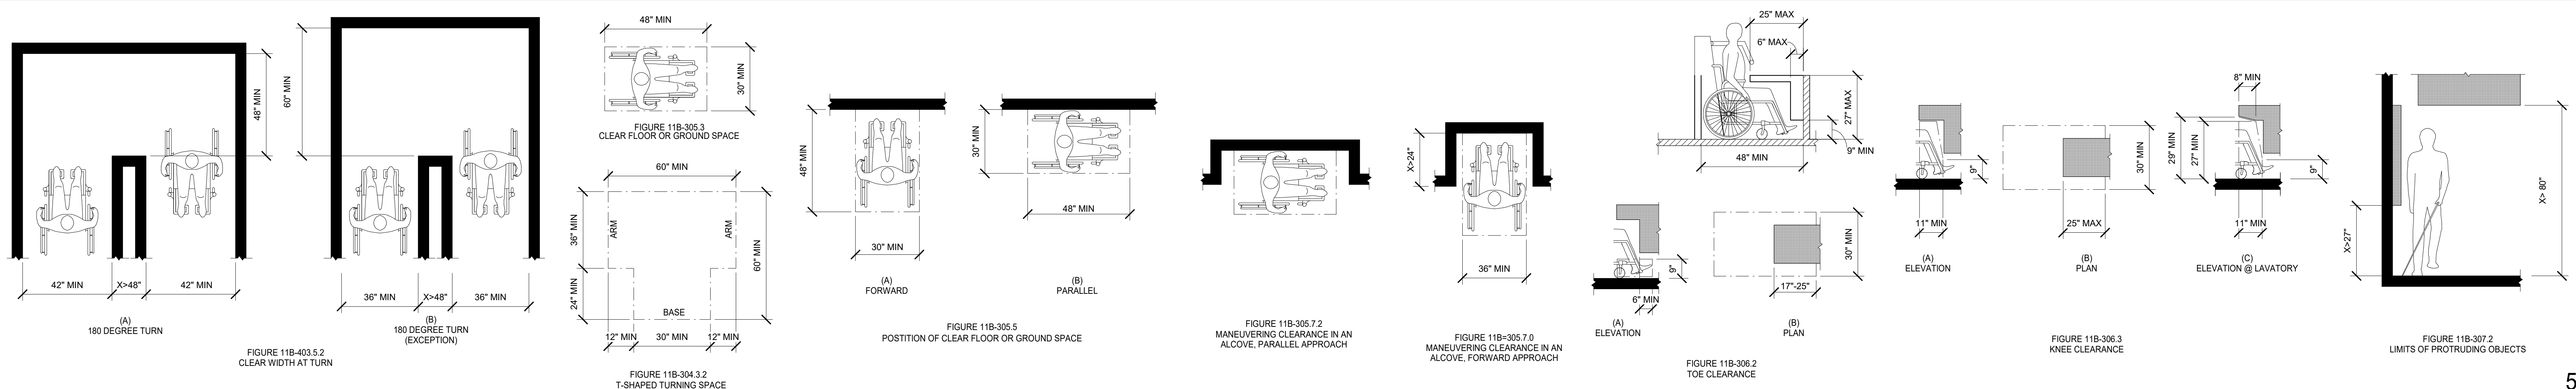 60" MIN
48" MIN
42" MIN
X>48"
42" MIN
(A)
180 DEGREE TURN
36" MIN
X>48"
36" MIN
(B)
180 DEGREE TURN
(EXCEPTION)
FIGURE 11B-403.5.2
CLEAR WIDTH AT TURN
48" MIN
30" MIN
FIGURE 11B-305.3
CLEAR FLOOR OR GROUND SPACE
60" MIN
36" MIN
24" MIN
ARM
ARM
60" MIN
BASE
12" MIN
30" MIN
12" MIN
FIGURE 11B-304.3.2
T-SHAPED TURNING SPACE
48" MIN
30" MIN
(A)
FORWARD
30" MIN
48" MIN
(B)
PARALLEL
FIGURE 11B-305.5
POSTITION OF CLEAR FLOOR OR GROUND SPACE
FIGURE 11B-305.7.2
MANEUVERING CLEARANCE IN AN
ALCOVE, PARALLEL APPROACH
X>24"
36" MIN
FIGURE 11B=305.7.0
MANEUVERING CLEARANCE IN AN
ALCOVE, FORWARD APPROACH
25" MAX
6" MAX
27" MAX
9" MIN
48" MIN
9"
6" MIN
(A)
ELEVATION
30" MIN
17"-25"
(B)
PLAN
FIGURE 11B-306.2
TOE CLEARANCE
9"
11" MIN
(A)
ELEVATION
30" MIN
25" MAX
(B)
PLAN
8" MIN
29" MIN
27" MIN
9"
11" MIN
(C)
ELEVATION @ LAVATORY
FIGURE 11B-306.3
KNEE CLEARANCE
X>27"
X> 80"
FIGURE 11B-307.2
LIMITS OF PROTRUDING OBJECTS
5